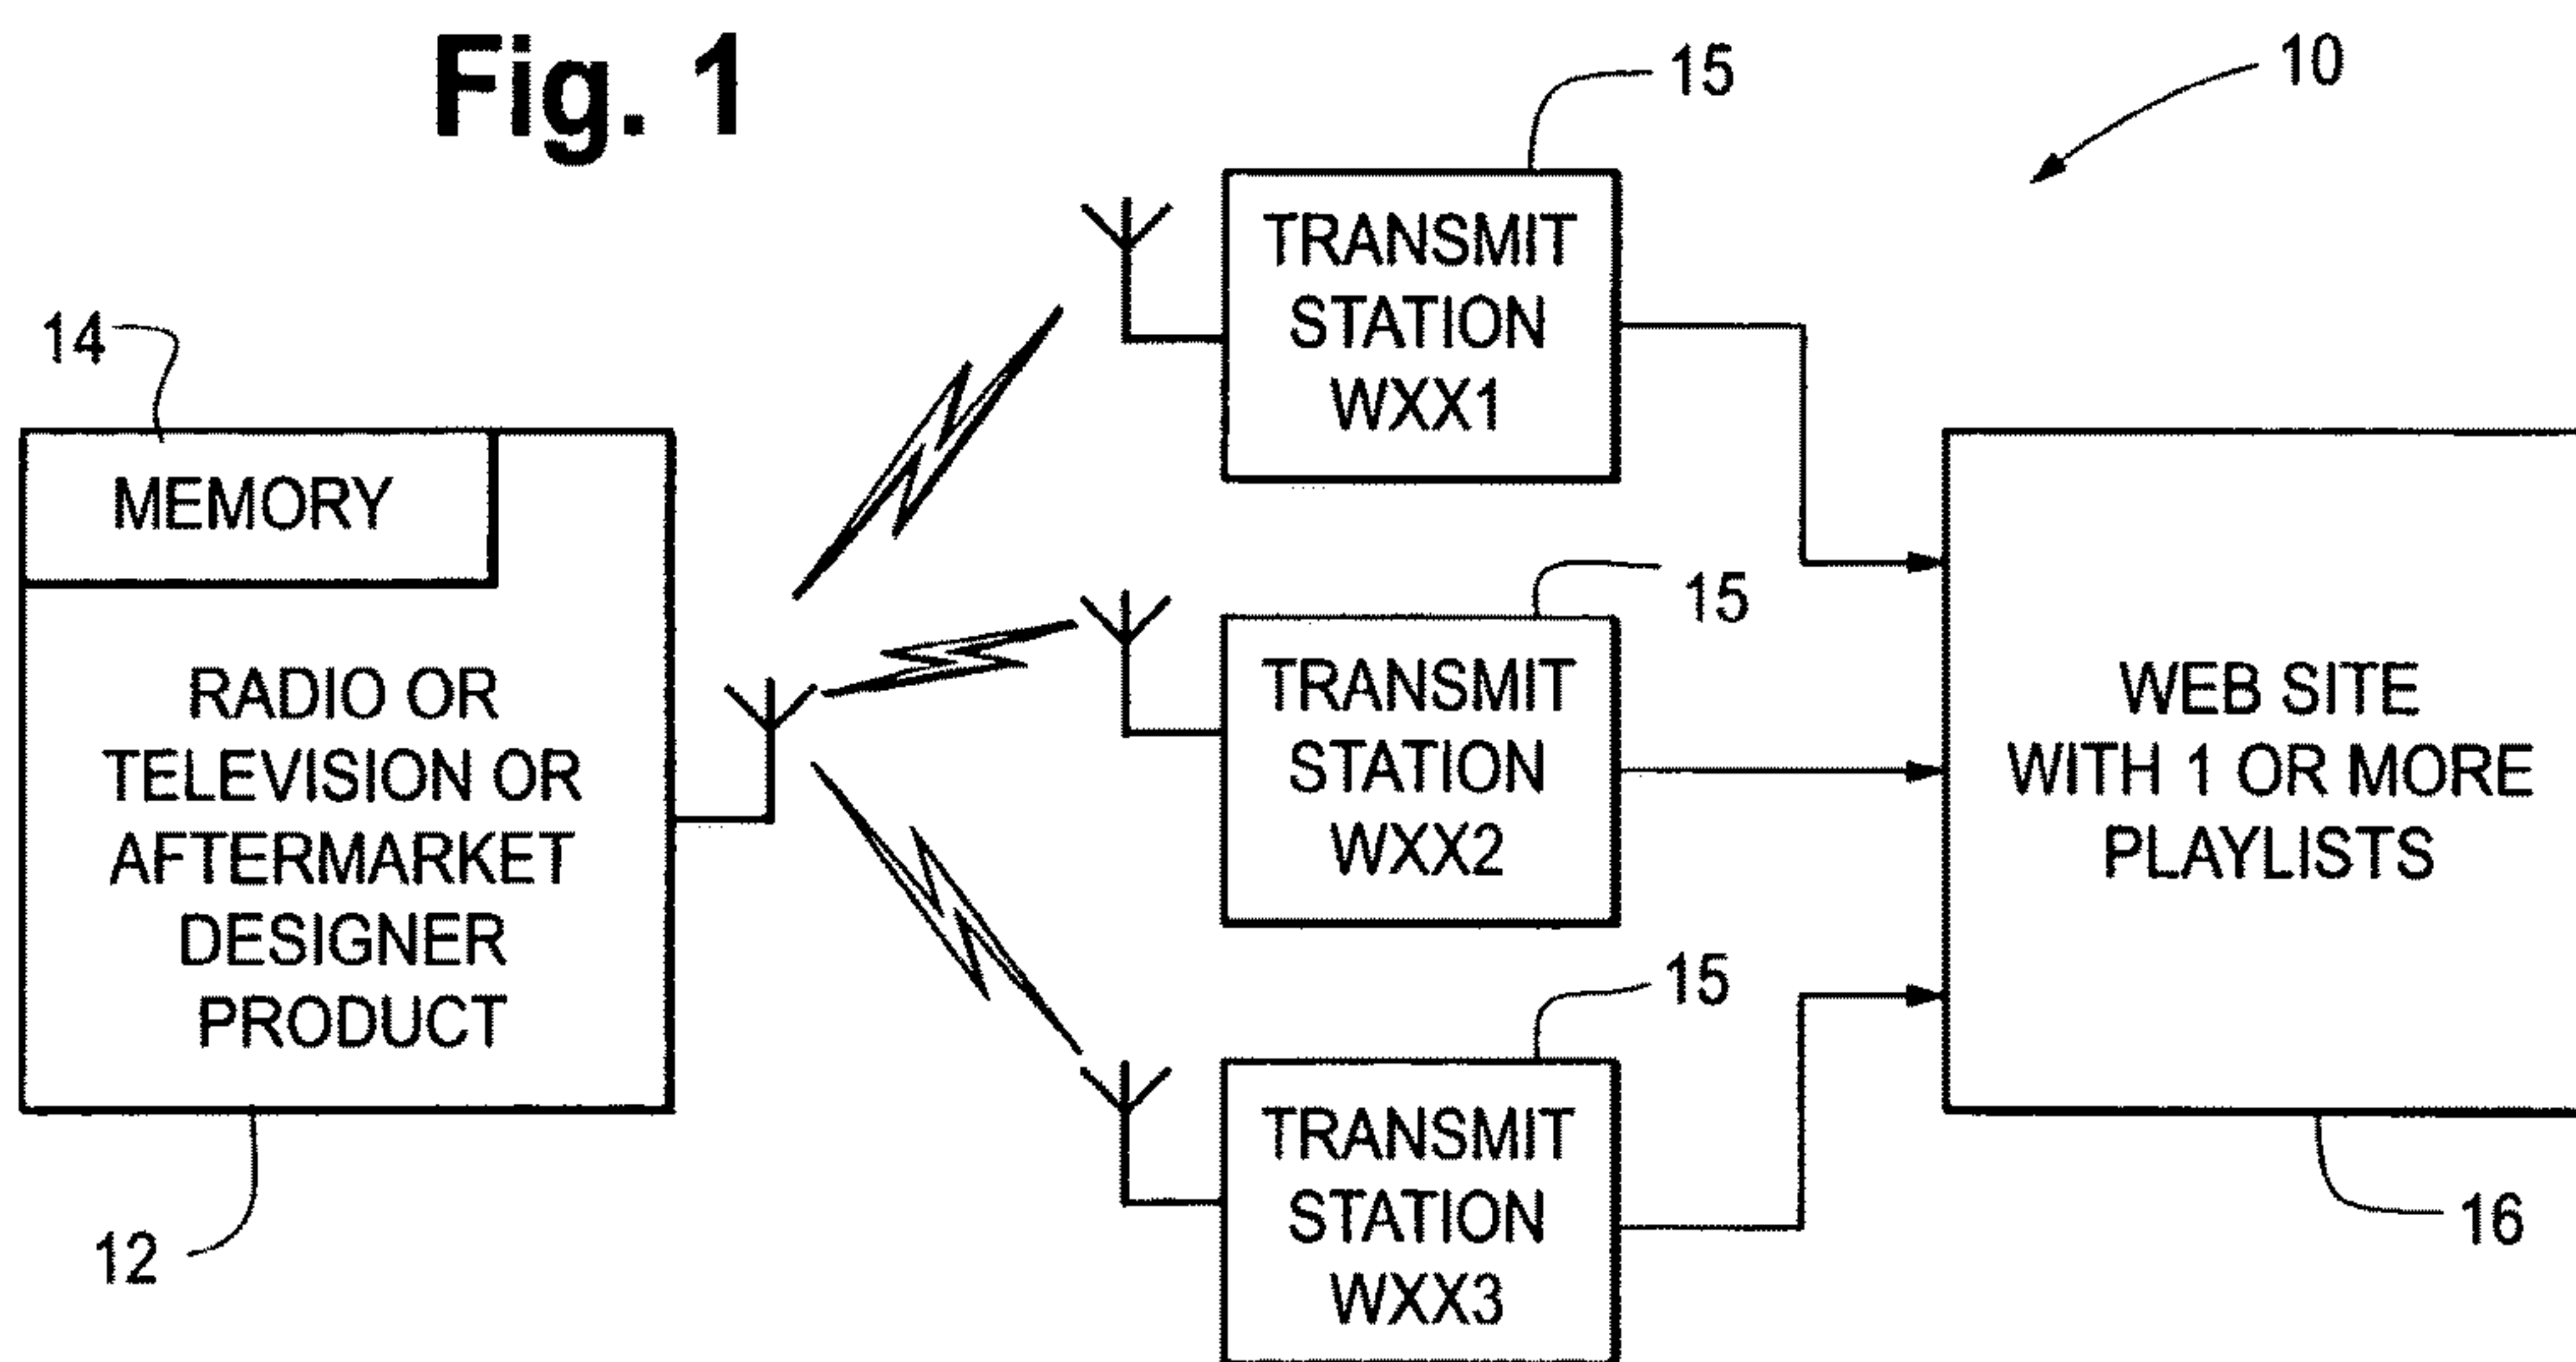 Fig. 1
10
15
TRANSMIT
STATION
WXX1
14
MEMORY
RADIO OR
TELEVISION OR
AFTERMARKET
DESIGNER
PRODUCT
12
15
TRANSMIT
STATION
WXX2
15
TRANSMIT
STATION
WXX3
WEB SITE
WITH 1 OR MORE
PLAYLISTS
16